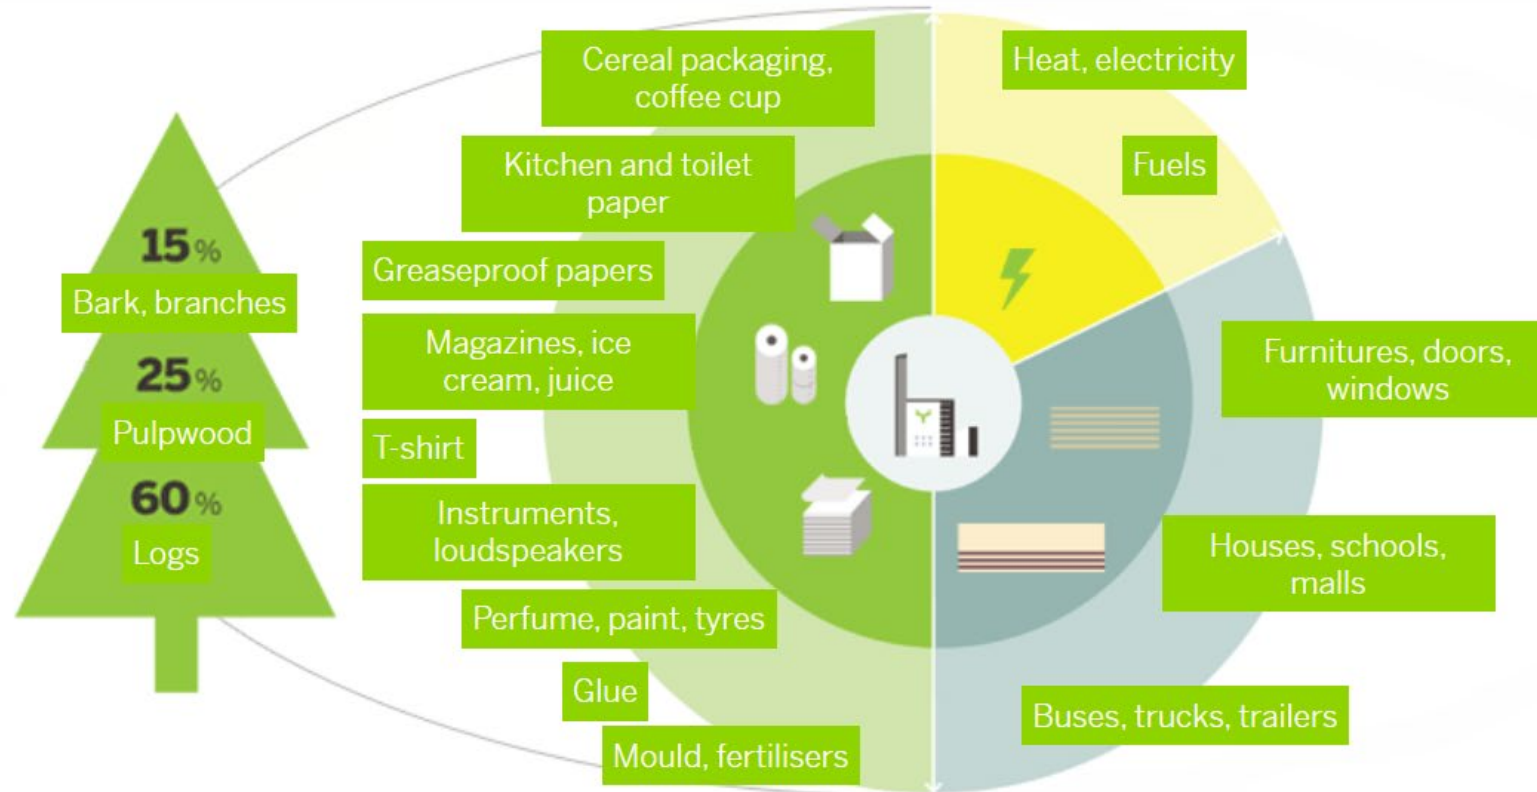 15 %
Bark, branches
25 %
Pulpwood
60 %
Logs
Cereal packaging,
coffee cup
Kitchen and toilet
paper
Greaseproof papers
Magazines, ice
cream, juice
T-shirt
Instruments,
loudspeakers
Perfume, paint, tyres
Glue
Mould, fertilisers
Heat, electricity
Fuels
Furnitures, doors,
windows
Houses, schools,
malls
Buses, trucks, trailers